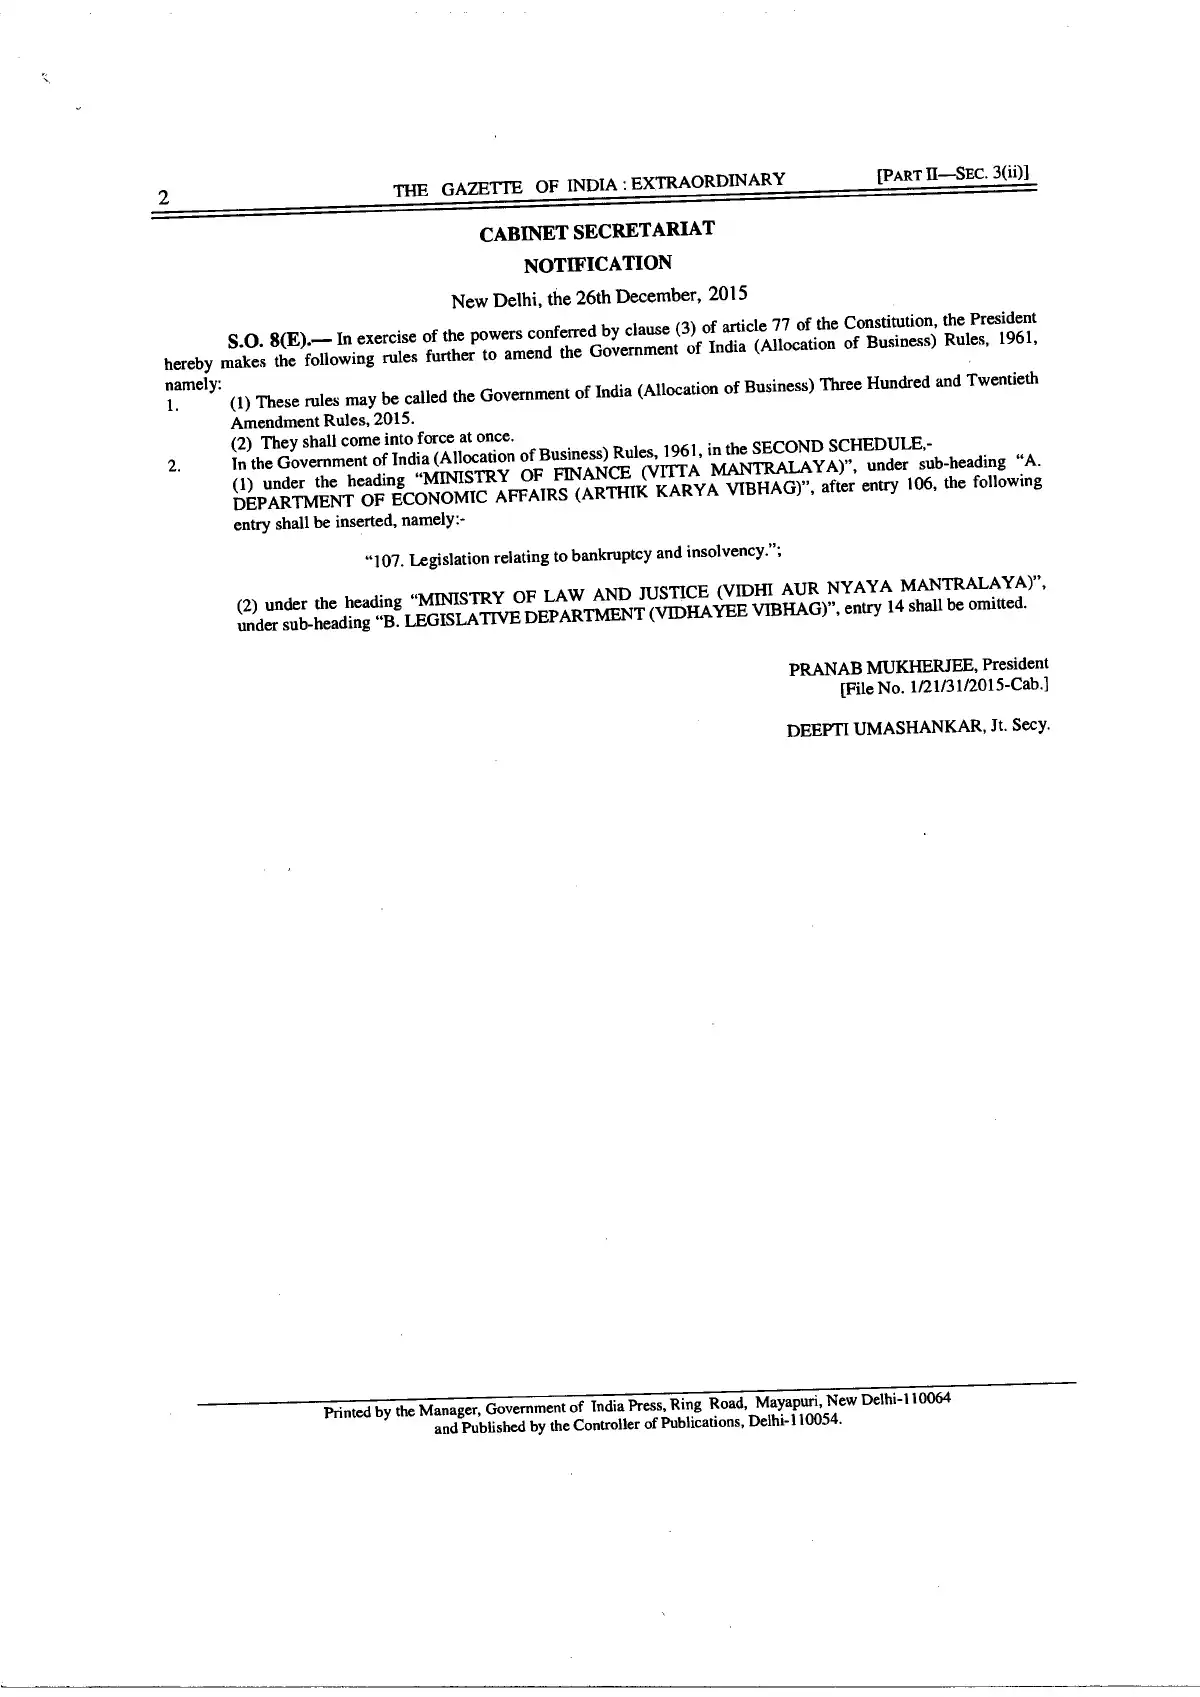 2 THE GAZETTE OF INDIA : EXTRAORDINARY [PART II—SEC. 3(ii)]
CABINET SECRETARIAT
NOTIFICATION
New Delhi, the 26th December, 2015
S.O. 8(E).— In exercise of the powers conferred by clause (3) of article 77 of the Constitution, the President
hereby makes the following rules further to amend the Government of India (Allocation of Business) Rules, 1961,
namely:
1. (1) These rules may be called the Government of India (Allocation of Business) Three Hundred and Twentieth
Amendment Rules, 2015.
(2) They shall come into force at once.
2. In the Government of India (Allocation of Business) Rules, 1961, in the SECOND SCHEDULE,-
(1) under the heading “MINISTRY OF FINANCE (VITTA MANTRALAYA)”, under sub-heading “A.
DEPARTMENT OF ECONOMIC AFFAIRS (ARTHIK KARYA VIBHAG)”, after entry 106, the following
entry shall be inserted, namely:-
“107. Legislation relating to bankruptcy and insolvency.”;
(2) under the heading “MINISTRY OF LAW AND JUSTICE (VIDHI AUR NYAYA MANTRALAYA)”,
under sub-heading “B. LEGISLATIVE DEPARTMENT (VIDHAYEE VIBHAG)”, entry 14 shall be omitted.
PRANAB MUKHERJEE, President
[File No. 1/21/31/2015-Cab.]
DEEPTI UMASHANKAR, Jt. Secy.
Printed by the Manager, Government of India Press, Ring Road, Mayapuri, New Delhi-110064
and Published by the Controller of Publications, Delhi-110054.